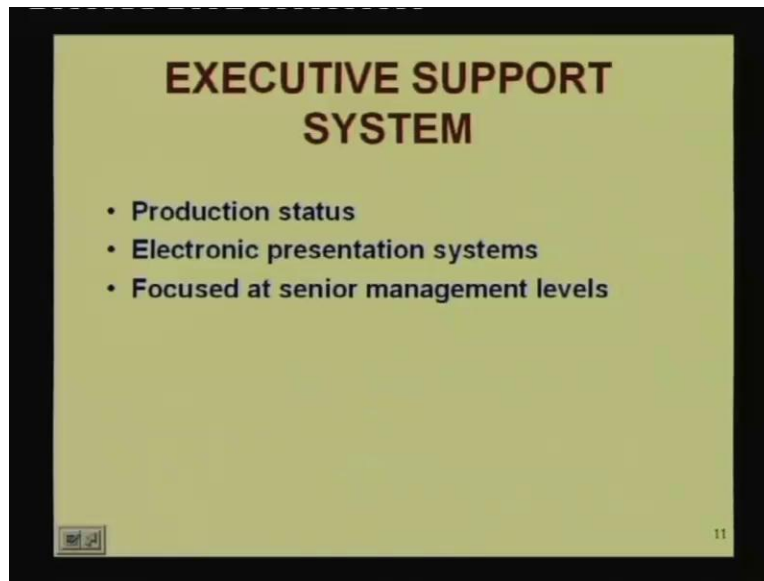 EXECUTIVE SUPPORT
SYSTEM
• Production status
• Electronic presentation systems
• Focused at senior management levels
11